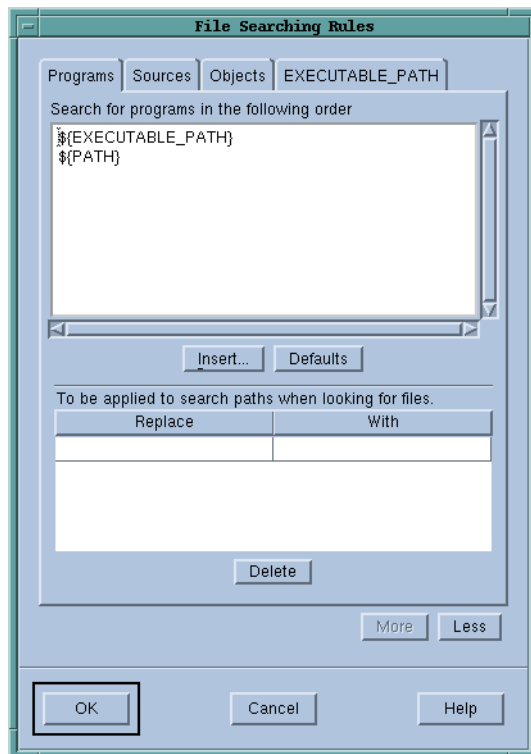 File Searching Rules
Programs Sources Objects EXECUTABLE_PATH
Search for programs in the following order
${EXECUTABLE_PATH}
${PATH}
Insert... Defaults
To be applied to search paths when looking for files.
Replace With
Delete
More Less
OK Cancel Help